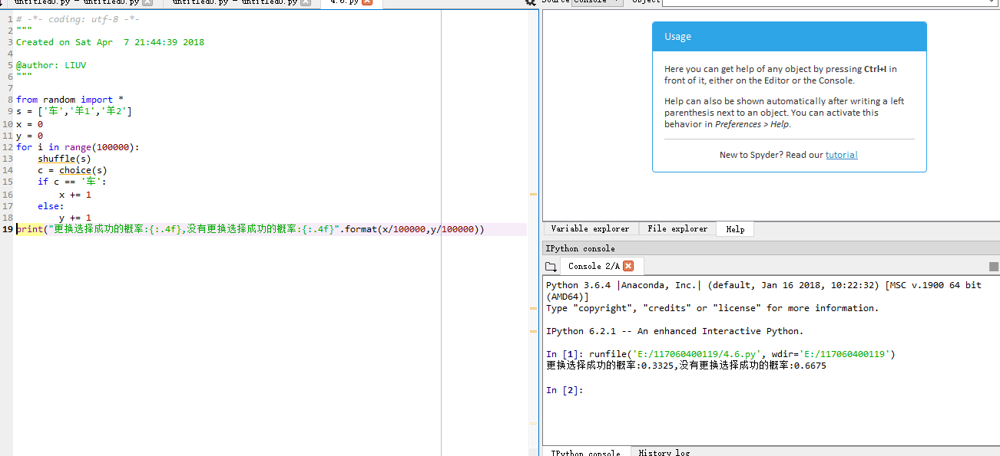 untitled0.py - untitled0.py
untitled0.py - untitled0.py
4.6.py
Source Console Object
1 # -*- coding: utf-8 -*-
2 """
3 Created on Sat Apr  7 21:44:39 2018
4
5 @author: LIUV
6 """
7
8 from random import *
9 s = ['车','羊1','羊2']
10 x = 0
11 y = 0
12 for i in range(100000):
13     shuffle(s)
14     c = choice(s)
15     if c == '车':
16         x += 1
17     else:
18         y += 1
19 print("更换选择成功的概率:{:.4f},没有更换选择成功的概率:{:.4f}".format(x/100000,y/100000))
Usage
Here you can get help of any object by pressing Ctrl+I in
front of it, either on the Editor or the Console.
Help can also be shown automatically after writing a left
parenthesis next to an object. You can activate this
behavior in Preferences > Help.
New to Spyder? Read our tutorial
Variable explorer
File explorer
Help
IPython console
Console 2/A
Python 3.6.4 |Anaconda, Inc.| (default, Jan 16 2018, 10:22:32) [MSC v.1900 64 bit
(AMD64)]
Type "copyright", "credits" or "license" for more information.
IPython 6.2.1 -- An enhanced Interactive Python.
In [1]: runfile('E:/117060400119/4.6.py', wdir='E:/117060400119')
更换选择成功的概率:0.3325,没有更换选择成功的概率:0.6675
In [2]:
IPython console
History log